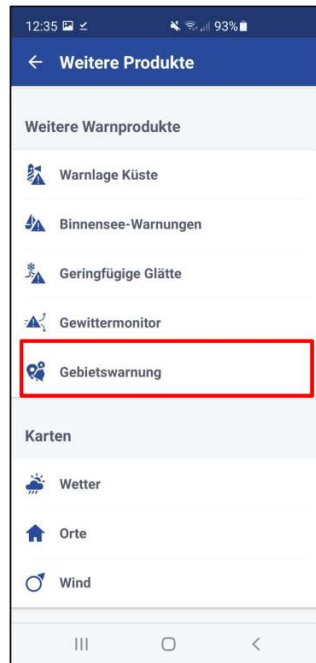 12:35 93%
Weitere Produkte
Weitere Warnprodukte
Warnlage Küste
Binnensee-Warnungen
Geringfügige Glätte
Gewittermonitor
Gebietswarnung
Karten
Wetter
Orte
Wind